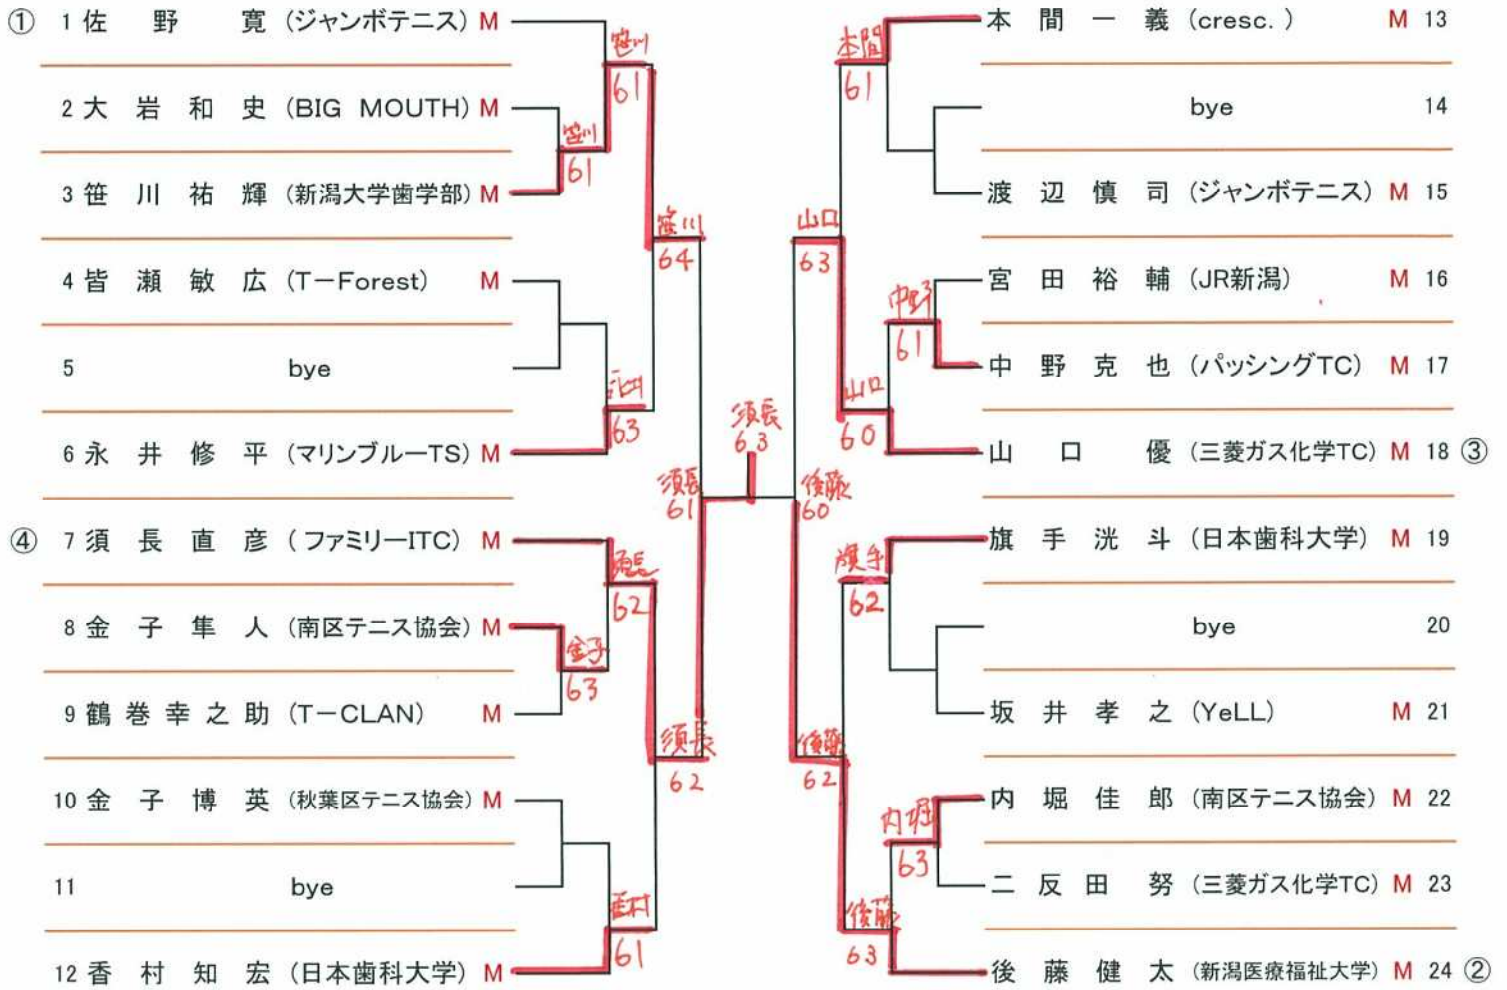 ① 1 佐野 寛 (ジャンボテニス) M
2 大岩和史 (BIG MOUTH) M
3 笹川祐輝 (新潟大学歯学部) M
4 皆瀬敏広 (T－Forest) M
5 bye
6 永井修平 (マリンブルーTS) M
④ 7 須長直彦 (ファミリーITC) M
8 金子隼人 (南区テニス協会) M
9 鶴巻幸之助 (T－CLAN) M
10 金子博英 (秋葉区テニス協会) M
11 bye
12 香村知宏 (日本歯科大学) M
笹川
61
笹川
61
笹川
64
永井
63
須長
61
須長
62
金子
63
須長
62
香村
61
須長
63
本間
61
山口
63
中野
61
山口
60
後藤
60
旗手
62
後藤
62
内堀
63
後藤
63
本間一義 (cresc.) M 13
bye 14
渡辺慎司 (ジャンボテニス) M 15
宮田裕輔 (JR新潟) M 16
中野克也 (パッシングTC) M 17
山口 優 (三菱ガス化学TC) M 18 ③
旗手洸斗 (日本歯科大学) M 19
bye 20
坂井孝之 (YeLL) M 21
内堀佳郎 (南区テニス協会) M 22
二反田 努 (三菱ガス化学TC) M 23
後藤健太 (新潟医療福祉大学) M 24 ②